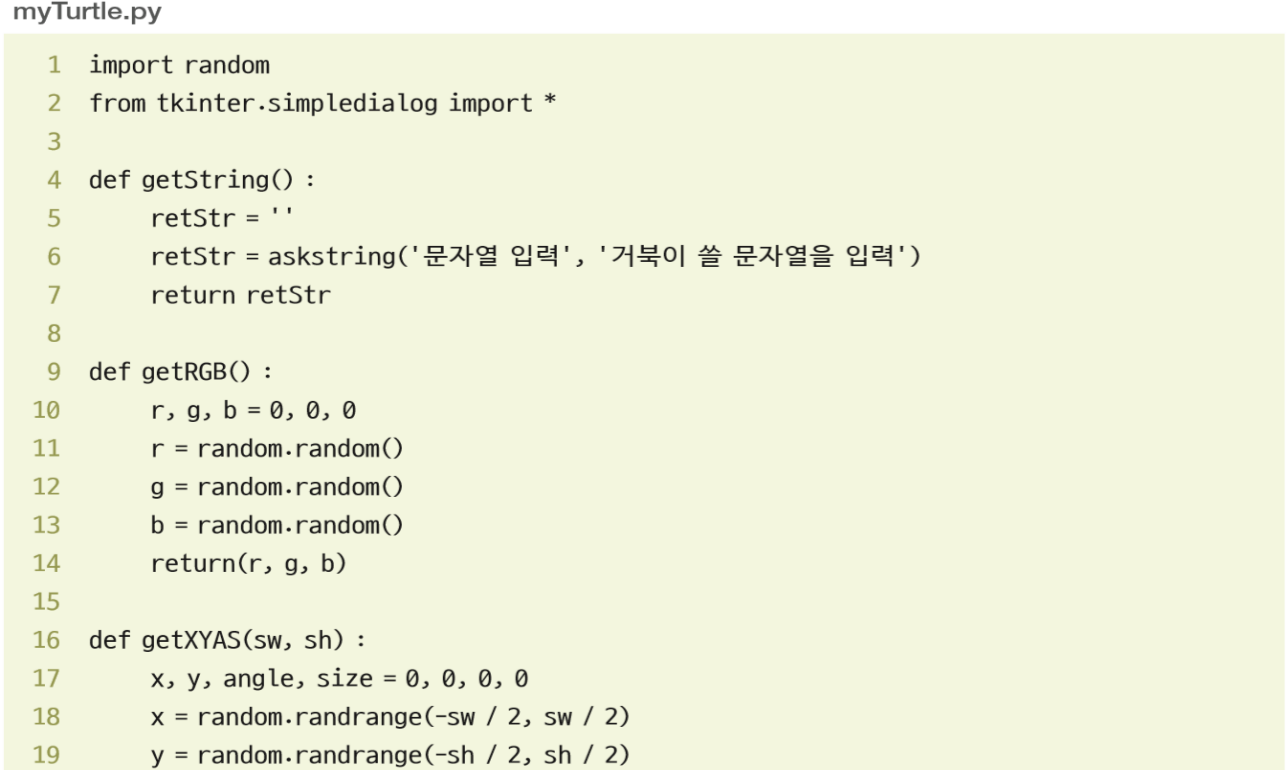 myTurtle.py
1 import random
2 from tkinter.simpledialog import *
3
4 def getString() :
5     retStr = ''
6     retStr = askstring('문자열 입력', '거북이 쓸 문자열을 입력')
7     return retStr
8
9 def getRGB() :
10     r, g, b = 0, 0, 0
11     r = random.random()
12     g = random.random()
13     b = random.random()
14     return(r, g, b)
15
16 def getXYAS(sw, sh) :
17     x, y, angle, size = 0, 0, 0, 0
18     x = random.randrange(-sw / 2, sw / 2)
19     y = random.randrange(-sh / 2, sh / 2)